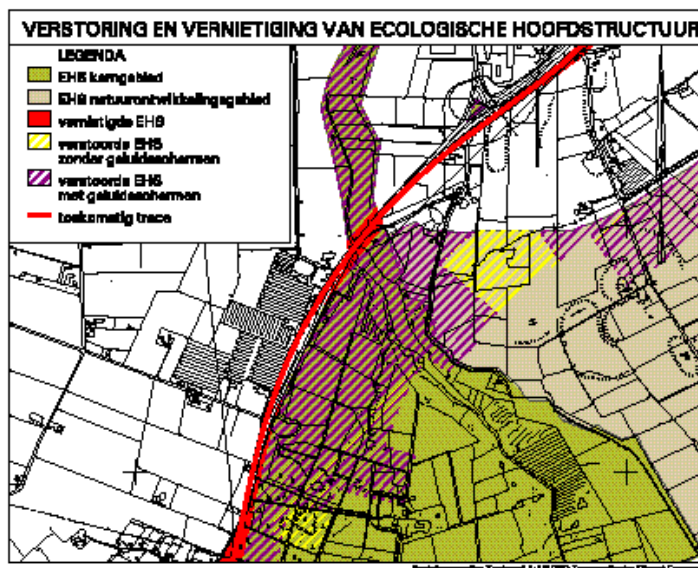 VERSTORING EN VERNIETIGING VAN ECOLOGISCHE HOOFDSTRUCTUUR
LEGENDA
EHS kerngebied
EHS natuurontwikkelingsgebied
vernietigde EHS
verstoorde EHS
zonder geluidsschermen
verstoorde EHS
met geluidsschermen
toekomstig trace